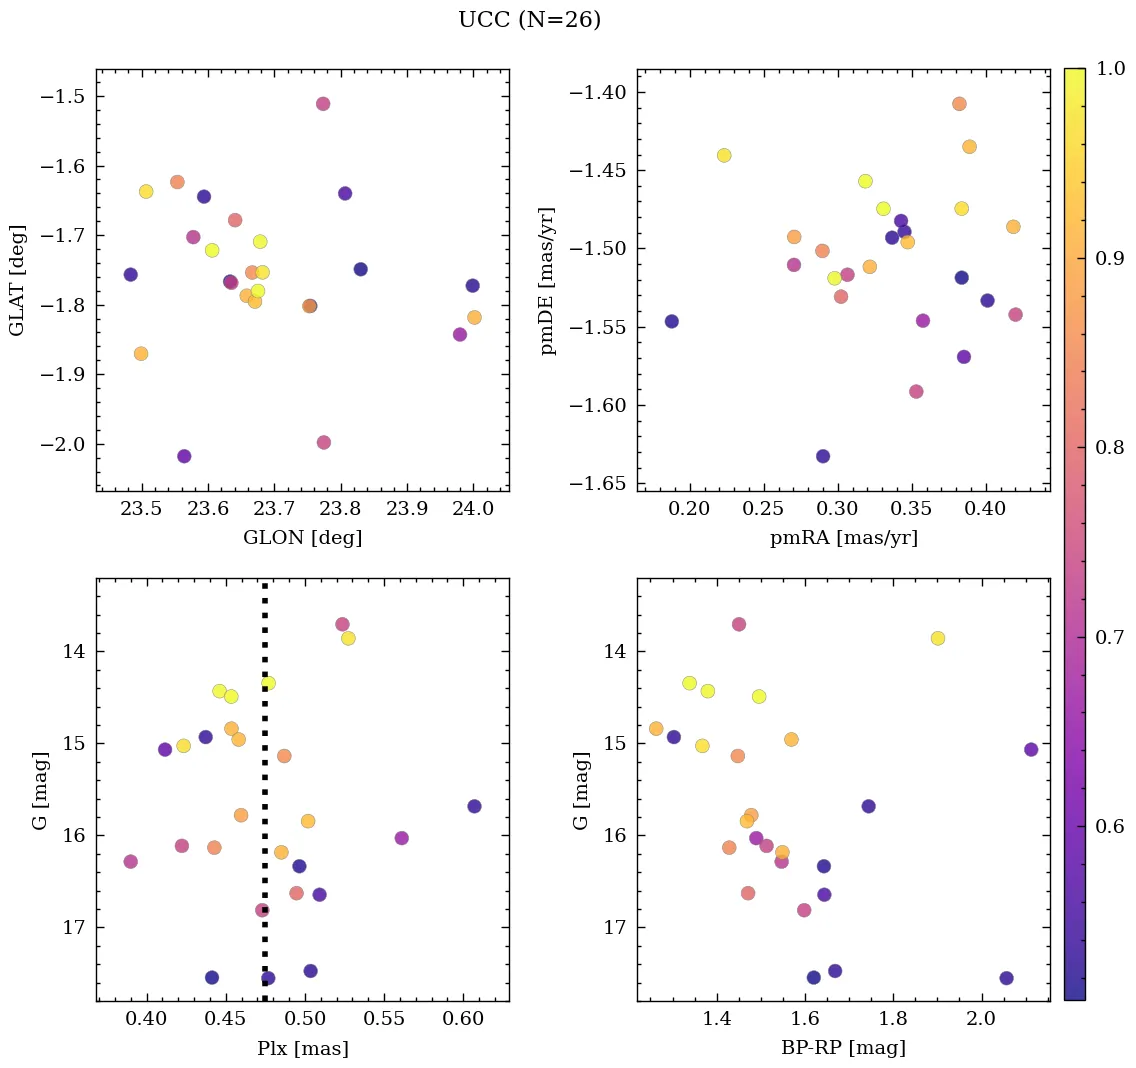 UCC (N=26)
−1.5
−1.6
−1.7
−1.8
−1.9
−2.0
GLAT [deg]
23.5 23.6 23.7 23.8 23.9 24.0
GLON [deg]
−1.40
−1.45
−1.50
−1.55
−1.60
−1.65
pmDE [mas/yr]
0.20 0.25 0.30 0.35 0.40
pmRA [mas/yr]
1.0
0.9
0.8
0.7
0.6
14
15
16
17
G [mag]
0.40 0.45 0.50 0.55 0.60
Plx [mas]
14
15
16
17
G [mag]
1.4 1.6 1.8 2.0
BP-RP [mag]